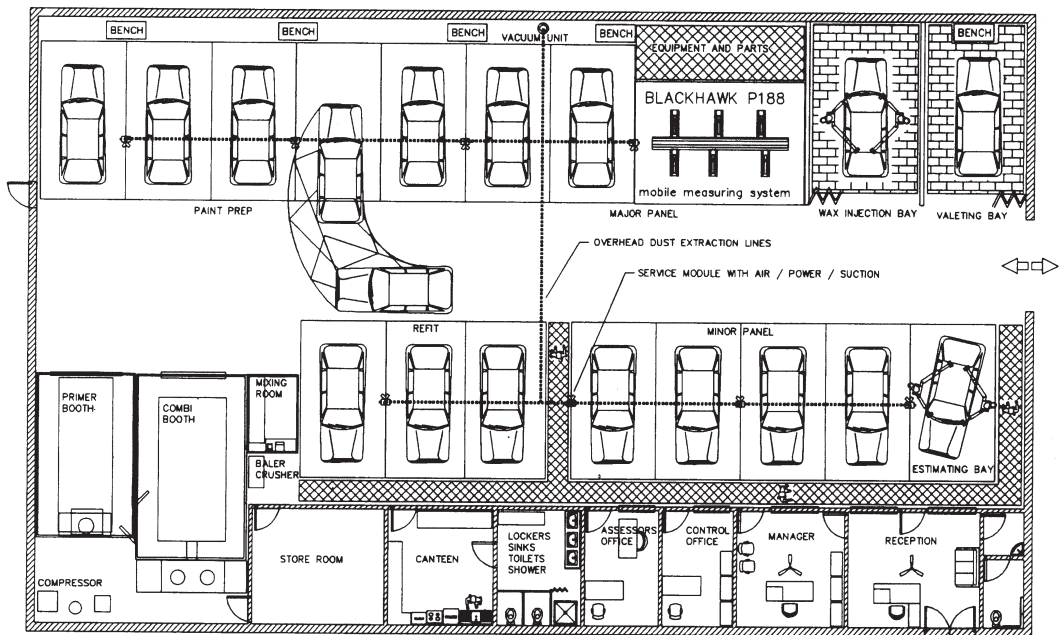 BENCH
BENCH
BENCH
VACUUM UNIT
BENCH
EQUIPMENT AND PARTS
BENCH
BLACKHAWK P188
mobile measuring system
PAINT PREP
MAJOR PANEL
WAX INJECTION BAY
VALETING BAY
OVERHEAD DUST EXTRACTION LINES
SERVICE MODULE WITH AIR / POWER / SUCTION
REFIT
MINOR PANEL
ESTIMATING BAY
PRIMER
BOOTH
COMBI
BOOTH
MIXING
ROOM
BALER
CRUSHER
COMPRESSOR
STORE ROOM
CANTEEN
LOCKERS
SINKS
TOILETS
SHOWER
ASSESSORS
OFFICE
CONTROL
OFFICE
MANAGER
RECEPTION